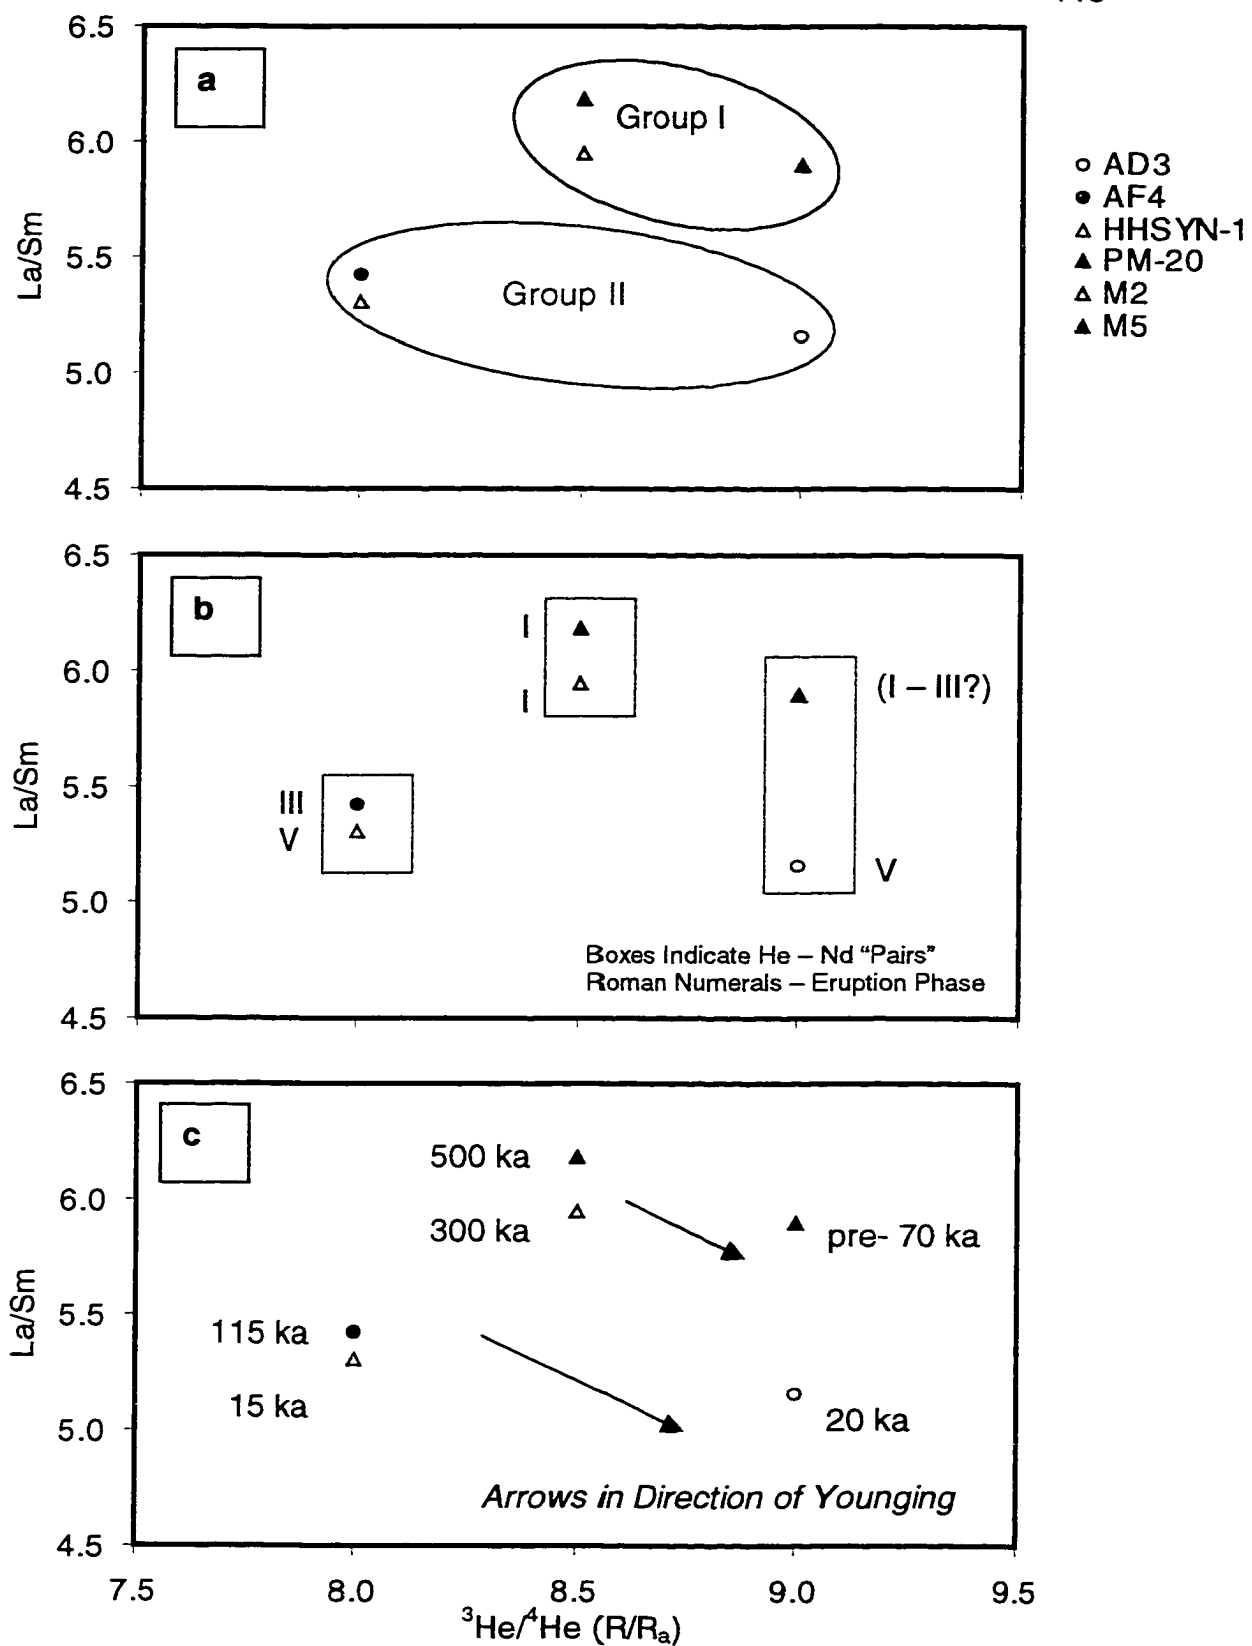 6.5
a
Group I
6.0
AD3
AF4
HHSYN-1
PM-20
M2
M5
La/Sm
5.5
Group II
5.0
4.5
6.5
b
I
6.0
I
(I – III?)
La/Sm
5.5
III
V
V
5.0
Boxes Indicate He – Nd “Pairs”
Roman Numerals – Eruption Phase
4.5
6.5
c
500 ka
6.0
300 ka
pre- 70 ka
La/Sm
5.5
115 ka
15 ka
20 ka
5.0
Arrows in Direction of Younging
4.5
7.5 8.0 8.5 9.0 9.5
³He/⁴He (R/Rₐ)